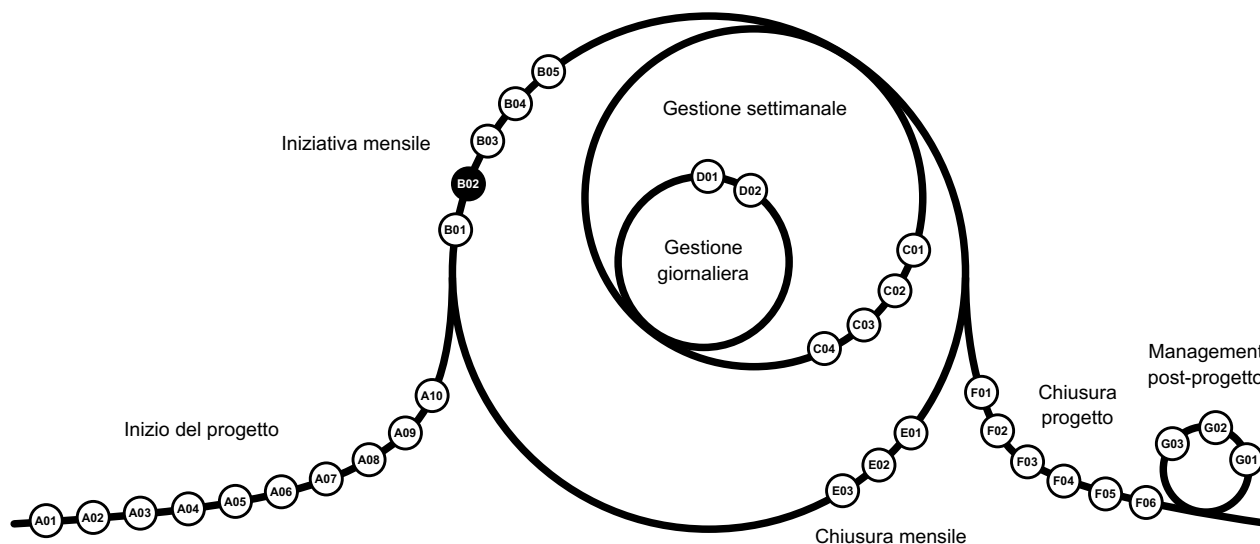 B05
B04
B03
B02
B01
Iniziativa mensile
Gestione settimanale
D01
D02
Gestione
giornaliera
C01
C02
C03
C04
A10
A09
A08
A07
A06
A05
A04
A03
A02
A01
Inizio del progetto
E01
E02
E03
Chiusura mensile
F01
F02
F03
F04
F05
F06
Chiusura
progetto
Management
post-progetto
G03
G02
G01